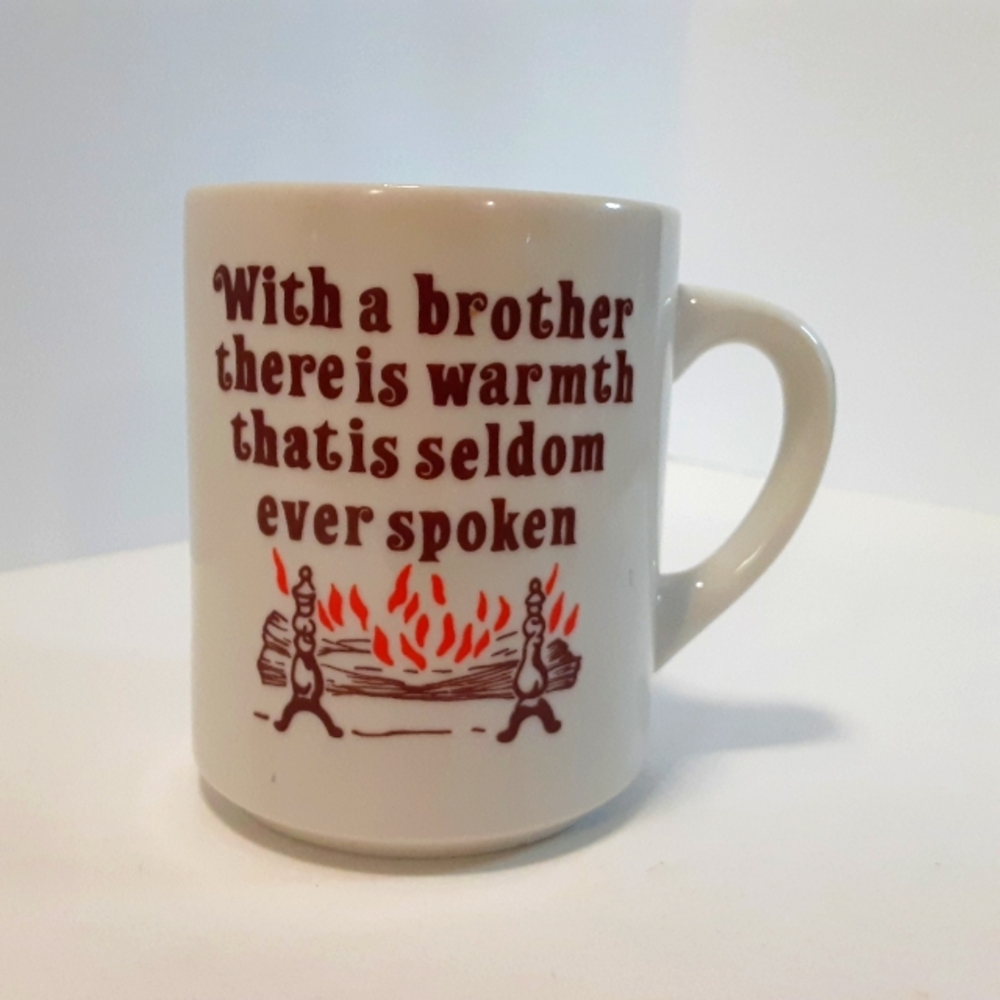 With a brother
there is warmth
that is seldom
ever spoken